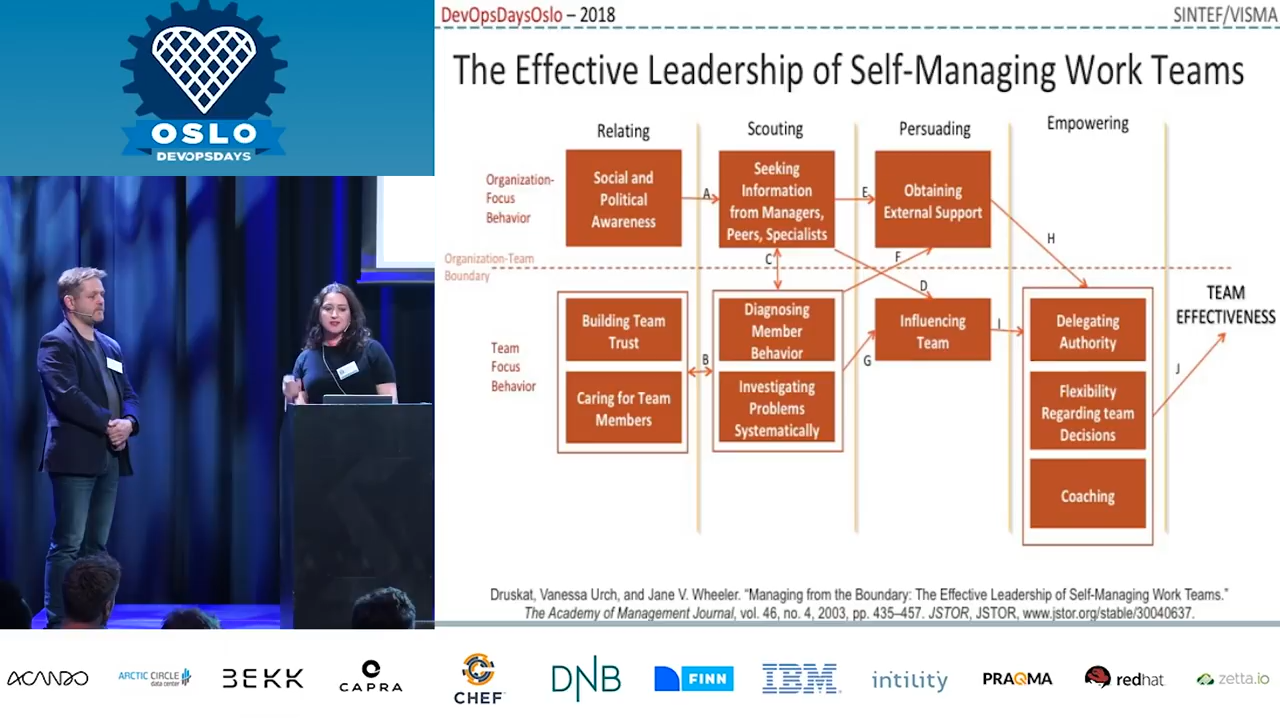 OSLO
DEVOPSDAYS
DevOpsDaysOslo – 2018
SINTEF/VISMA
The Effective Leadership of Self-Managing Work Teams
Relating
Scouting
Persuading
Empowering
Organization-
Focus
Behavior
Social and
Political
Awareness
A
Seeking
Information
from Managers,
Peers, Specialists
E
Obtaining
External Support
H
Organization-Team
Boundary
C
F
D
TEAM
EFFECTIVENESS
Team
Focus
Behavior
Building Team
Trust
Caring for Team
Members
B
Diagnosing
Member
Behavior
Investigating
Problems
Systematically
G
Influencing
Team
I
Delegating
Authority
Flexibility
Regarding team
Decisions
Coaching
J
Druskat, Vanessa Urch, and Jane V. Wheeler. “Managing from the Boundary: The Effective Leadership of Self-Managing Work Teams.”
The Academy of Management Journal, vol. 46, no. 4, 2003, pp. 435–457. JSTOR, JSTOR, www.jstor.org/stable/30040637.
ACANDO
ARCTIC CIRCLE
data center
BEKK
CAPRA
CHEF
DNB
FINN
IBM
intility
PRAQMA
redhat
zetta.io